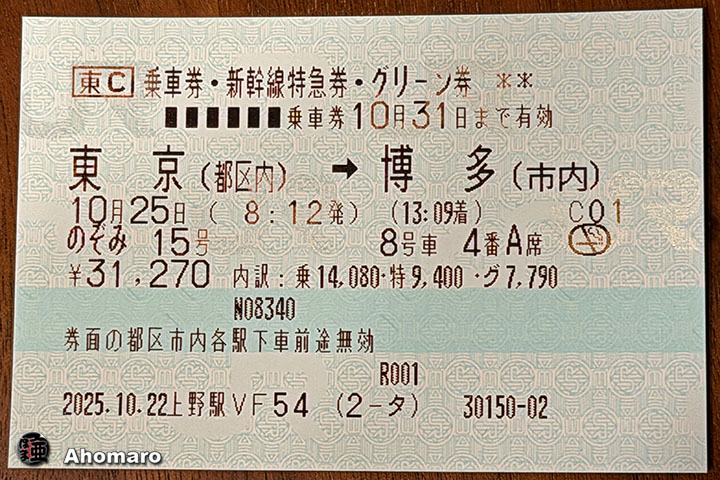 東C 乗車券・新幹線特急券・グリーン券 **
■■■■■■乗車券10月31日まで有効
東 京(都区内) ➡ 博 多(市内)
10月25日( 8:12発) (13:09着) C01
のぞみ 15号 8号車 4番A席
¥31,270 内訳:乗14,080・特9,400・グ7,790
N08340
券面の都区市内各駅下車前途無効
R001
2025.10.22上野駅VF54 (2-タ) 30150-02
Ahomaro